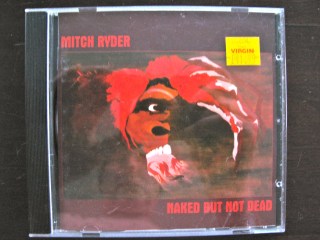 MITCH RYDER
VIRGIN
NAKED BUT NOT DEAD